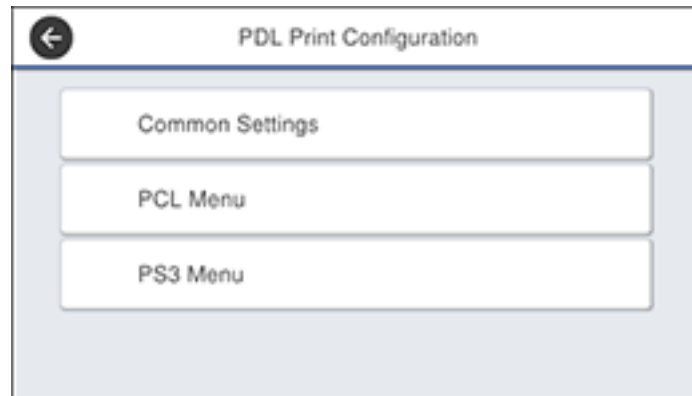 PDL Print Configuration
Common Settings
PCL Menu
PS3 Menu